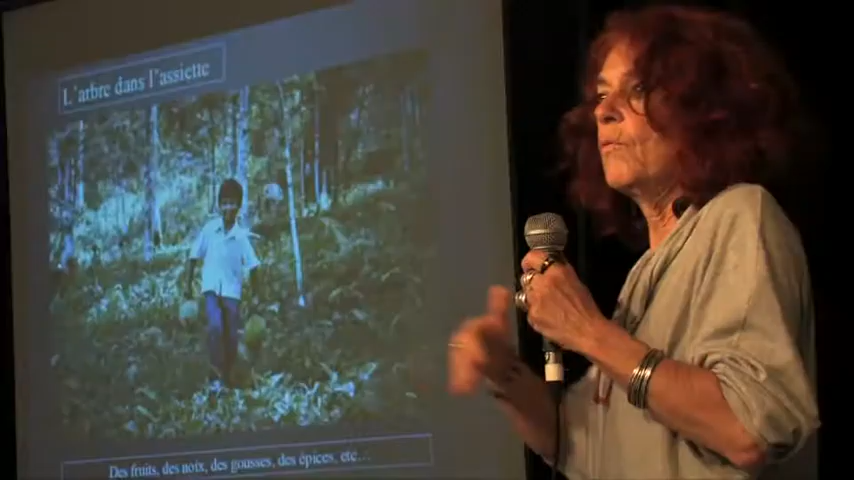 L'arbre dans l'assiette
Des fruits, des noix, des gousses, des épices, etc…